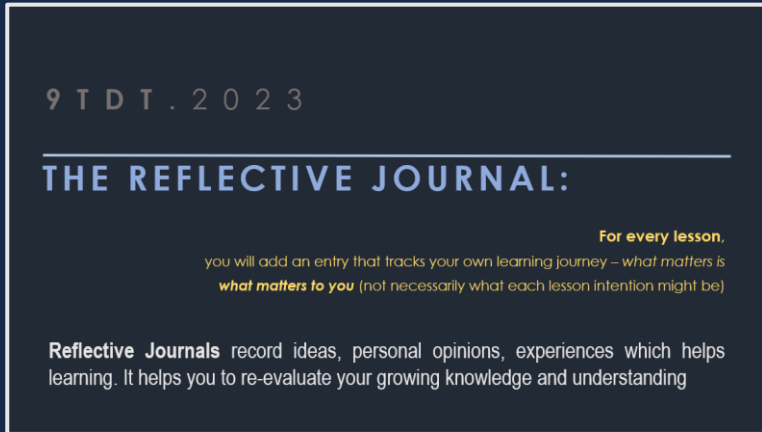 9TDT.2023
THE REFLECTIVE JOURNAL:
For every lesson,
you will add an entry that tracks your own learning journey – what matters is
what matters to you (not necessarily what each lesson intention might be)
Reflective Journals record ideas, personal opinions, experiences which helps
learning. It helps you to re-evaluate your growing knowledge and understanding